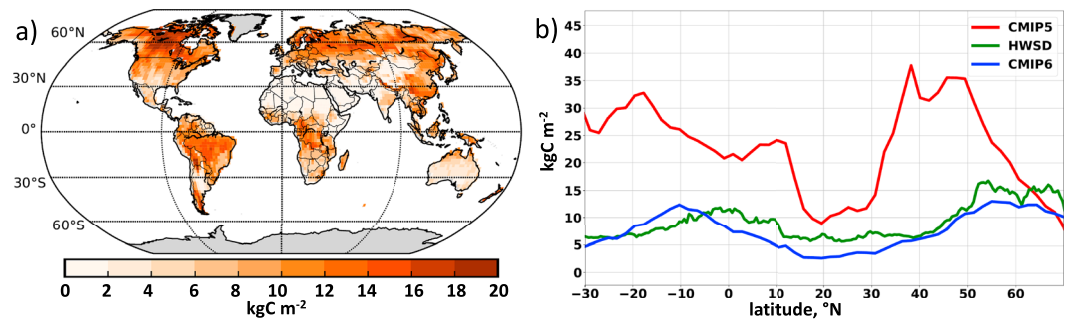 a)
60°N
30°N
0°
30°S
60°S
0 2 4 6 8 10 12 14 16 18 20
kgC m-2
b)
CMIP5
HWSD
CMIP6
45
40
35
30
25
20
15
10
5
0
kgC m-2
−30 −20 −10 0 10 20 30 40 50 60
latitude, °N